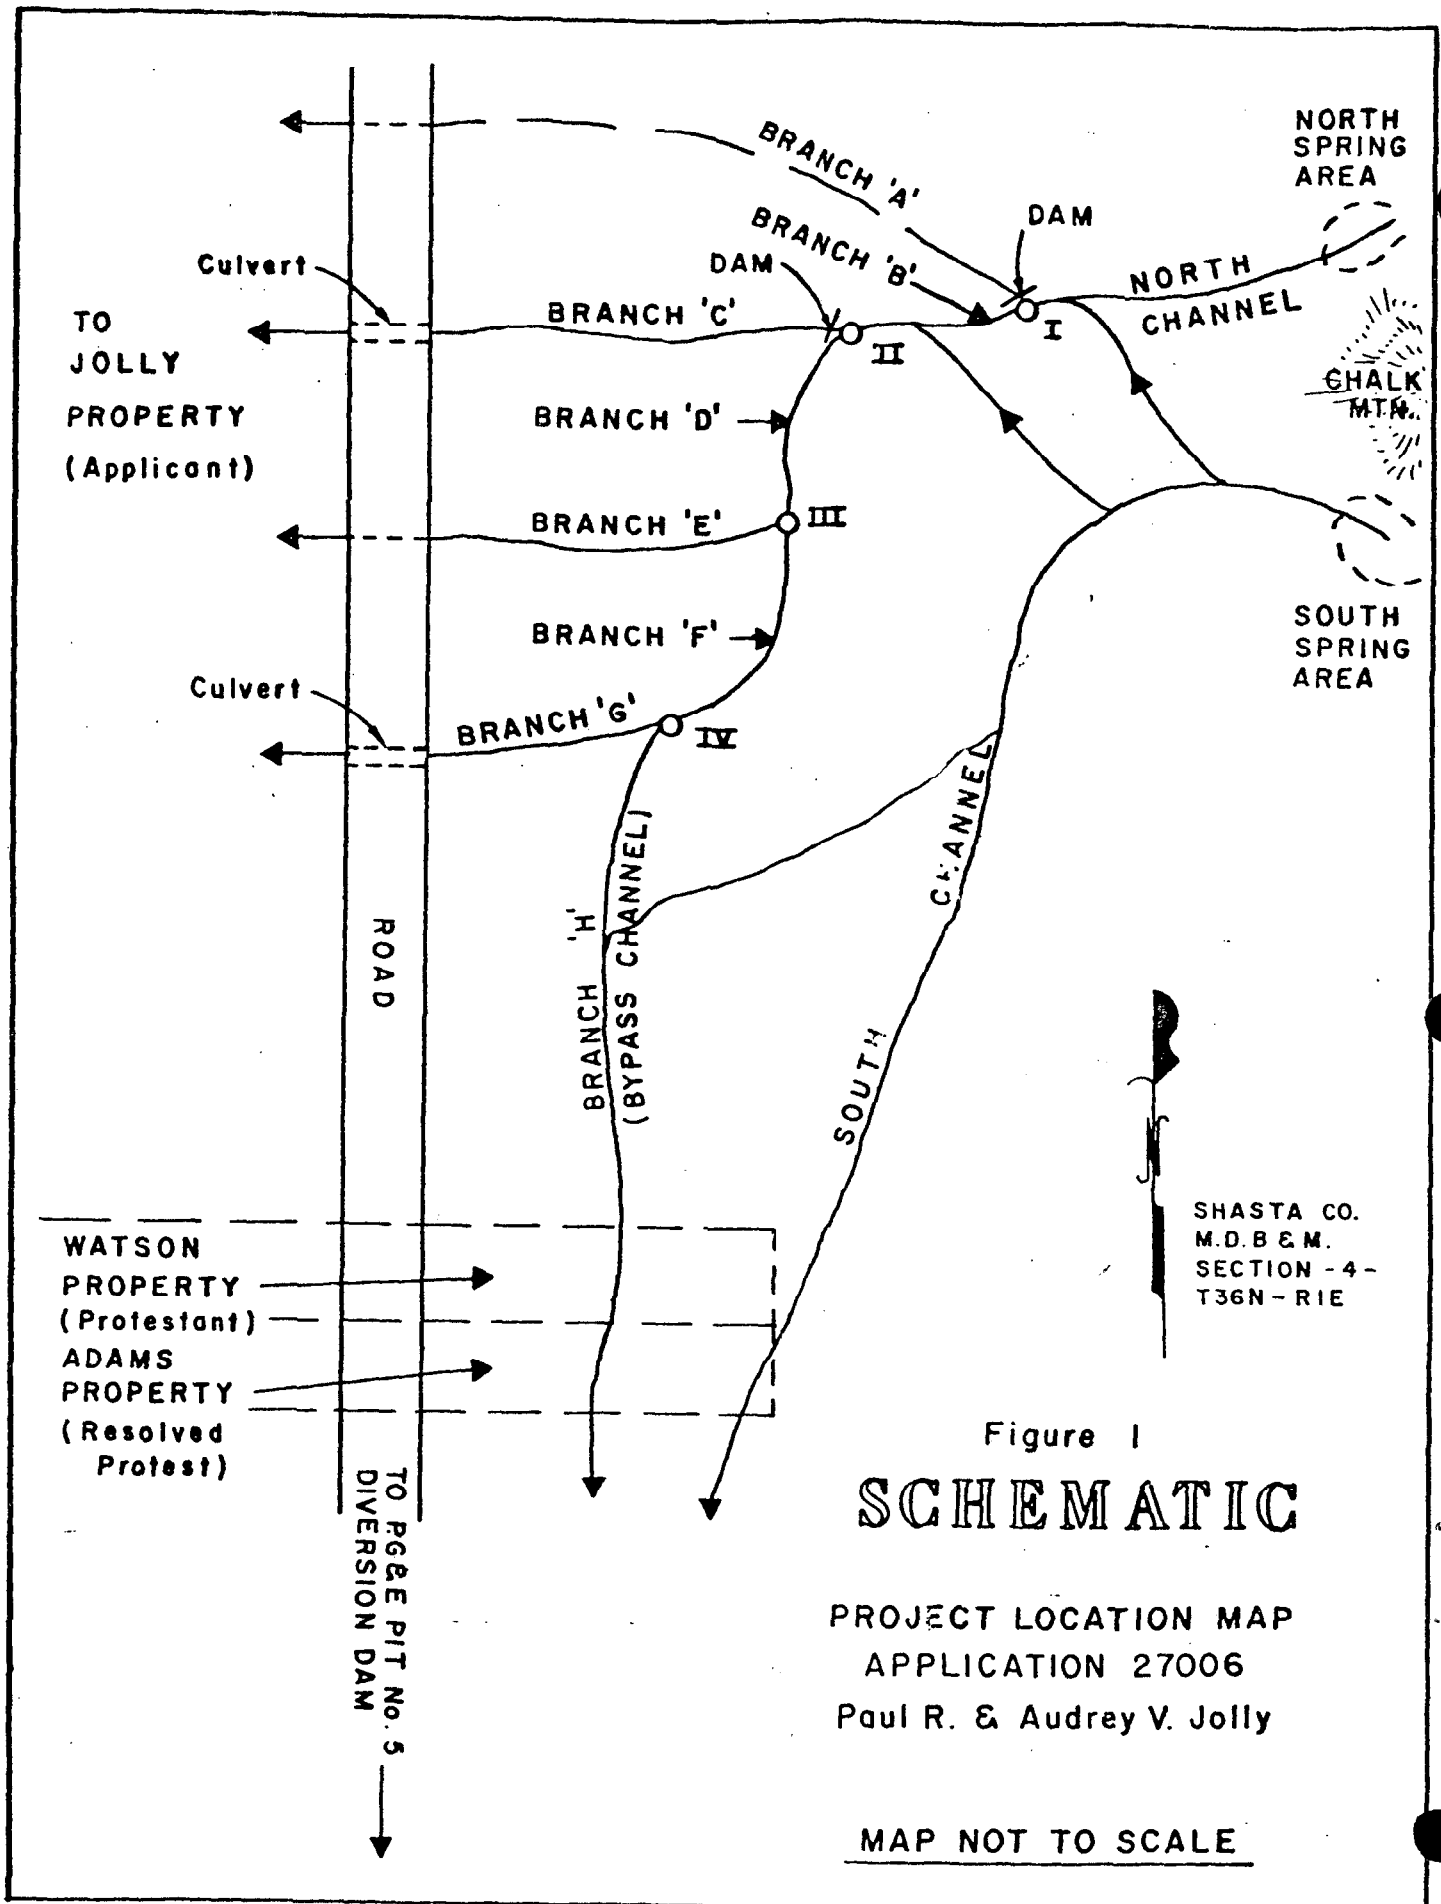 NORTH
SPRING
AREA
BRANCH 'A'
DAM
BRANCH 'B'
DAM
NORTH
CHANNEL
Culvert
BRANCH 'C'
I
II
TO
JOLLY
PROPERTY
(Applicant)
CHALK
MTN.
BRANCH 'D'
III
BRANCH 'E'
BRANCH 'F'
SOUTH
SPRING
AREA
Culvert
BRANCH 'G'
IV
ROAD
BRANCH 'H'
(BYPASS CHANNEL)
SOUTH CHANNEL
N
SHASTA CO.
M.D.B & M.
SECTION - 4 -
T36N - R1E
WATSON
PROPERTY
(Protestant)
ADAMS
PROPERTY
(Resolved
Protest)
TO PG&E PIT No. 5
DIVERSION DAM
Figure 1
SCHEMATIC
PROJECT LOCATION MAP
APPLICATION 27006
Paul R. & Audrey V. Jolly
MAP NOT TO SCALE